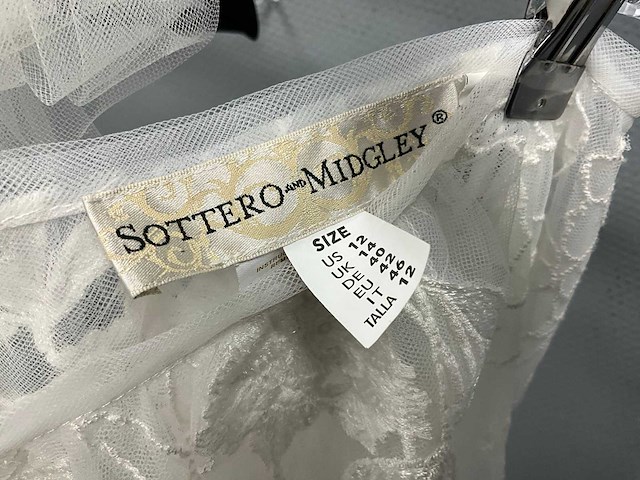 SOTTERO AND MIDGLEY®
SIZE
US 12
UK 14
DE 40
EU 42
IT 46
TALLA 12